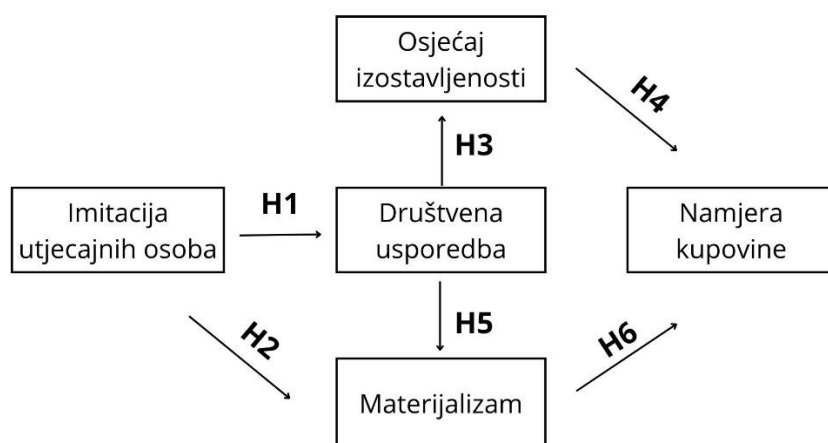 Osjećaj
izostavljenosti
H4
H3
Imitacija
utjecajnih osoba
H1
Društvena
usporedba
Namjera
kupovine
H2
H5
H6
Materijalizam